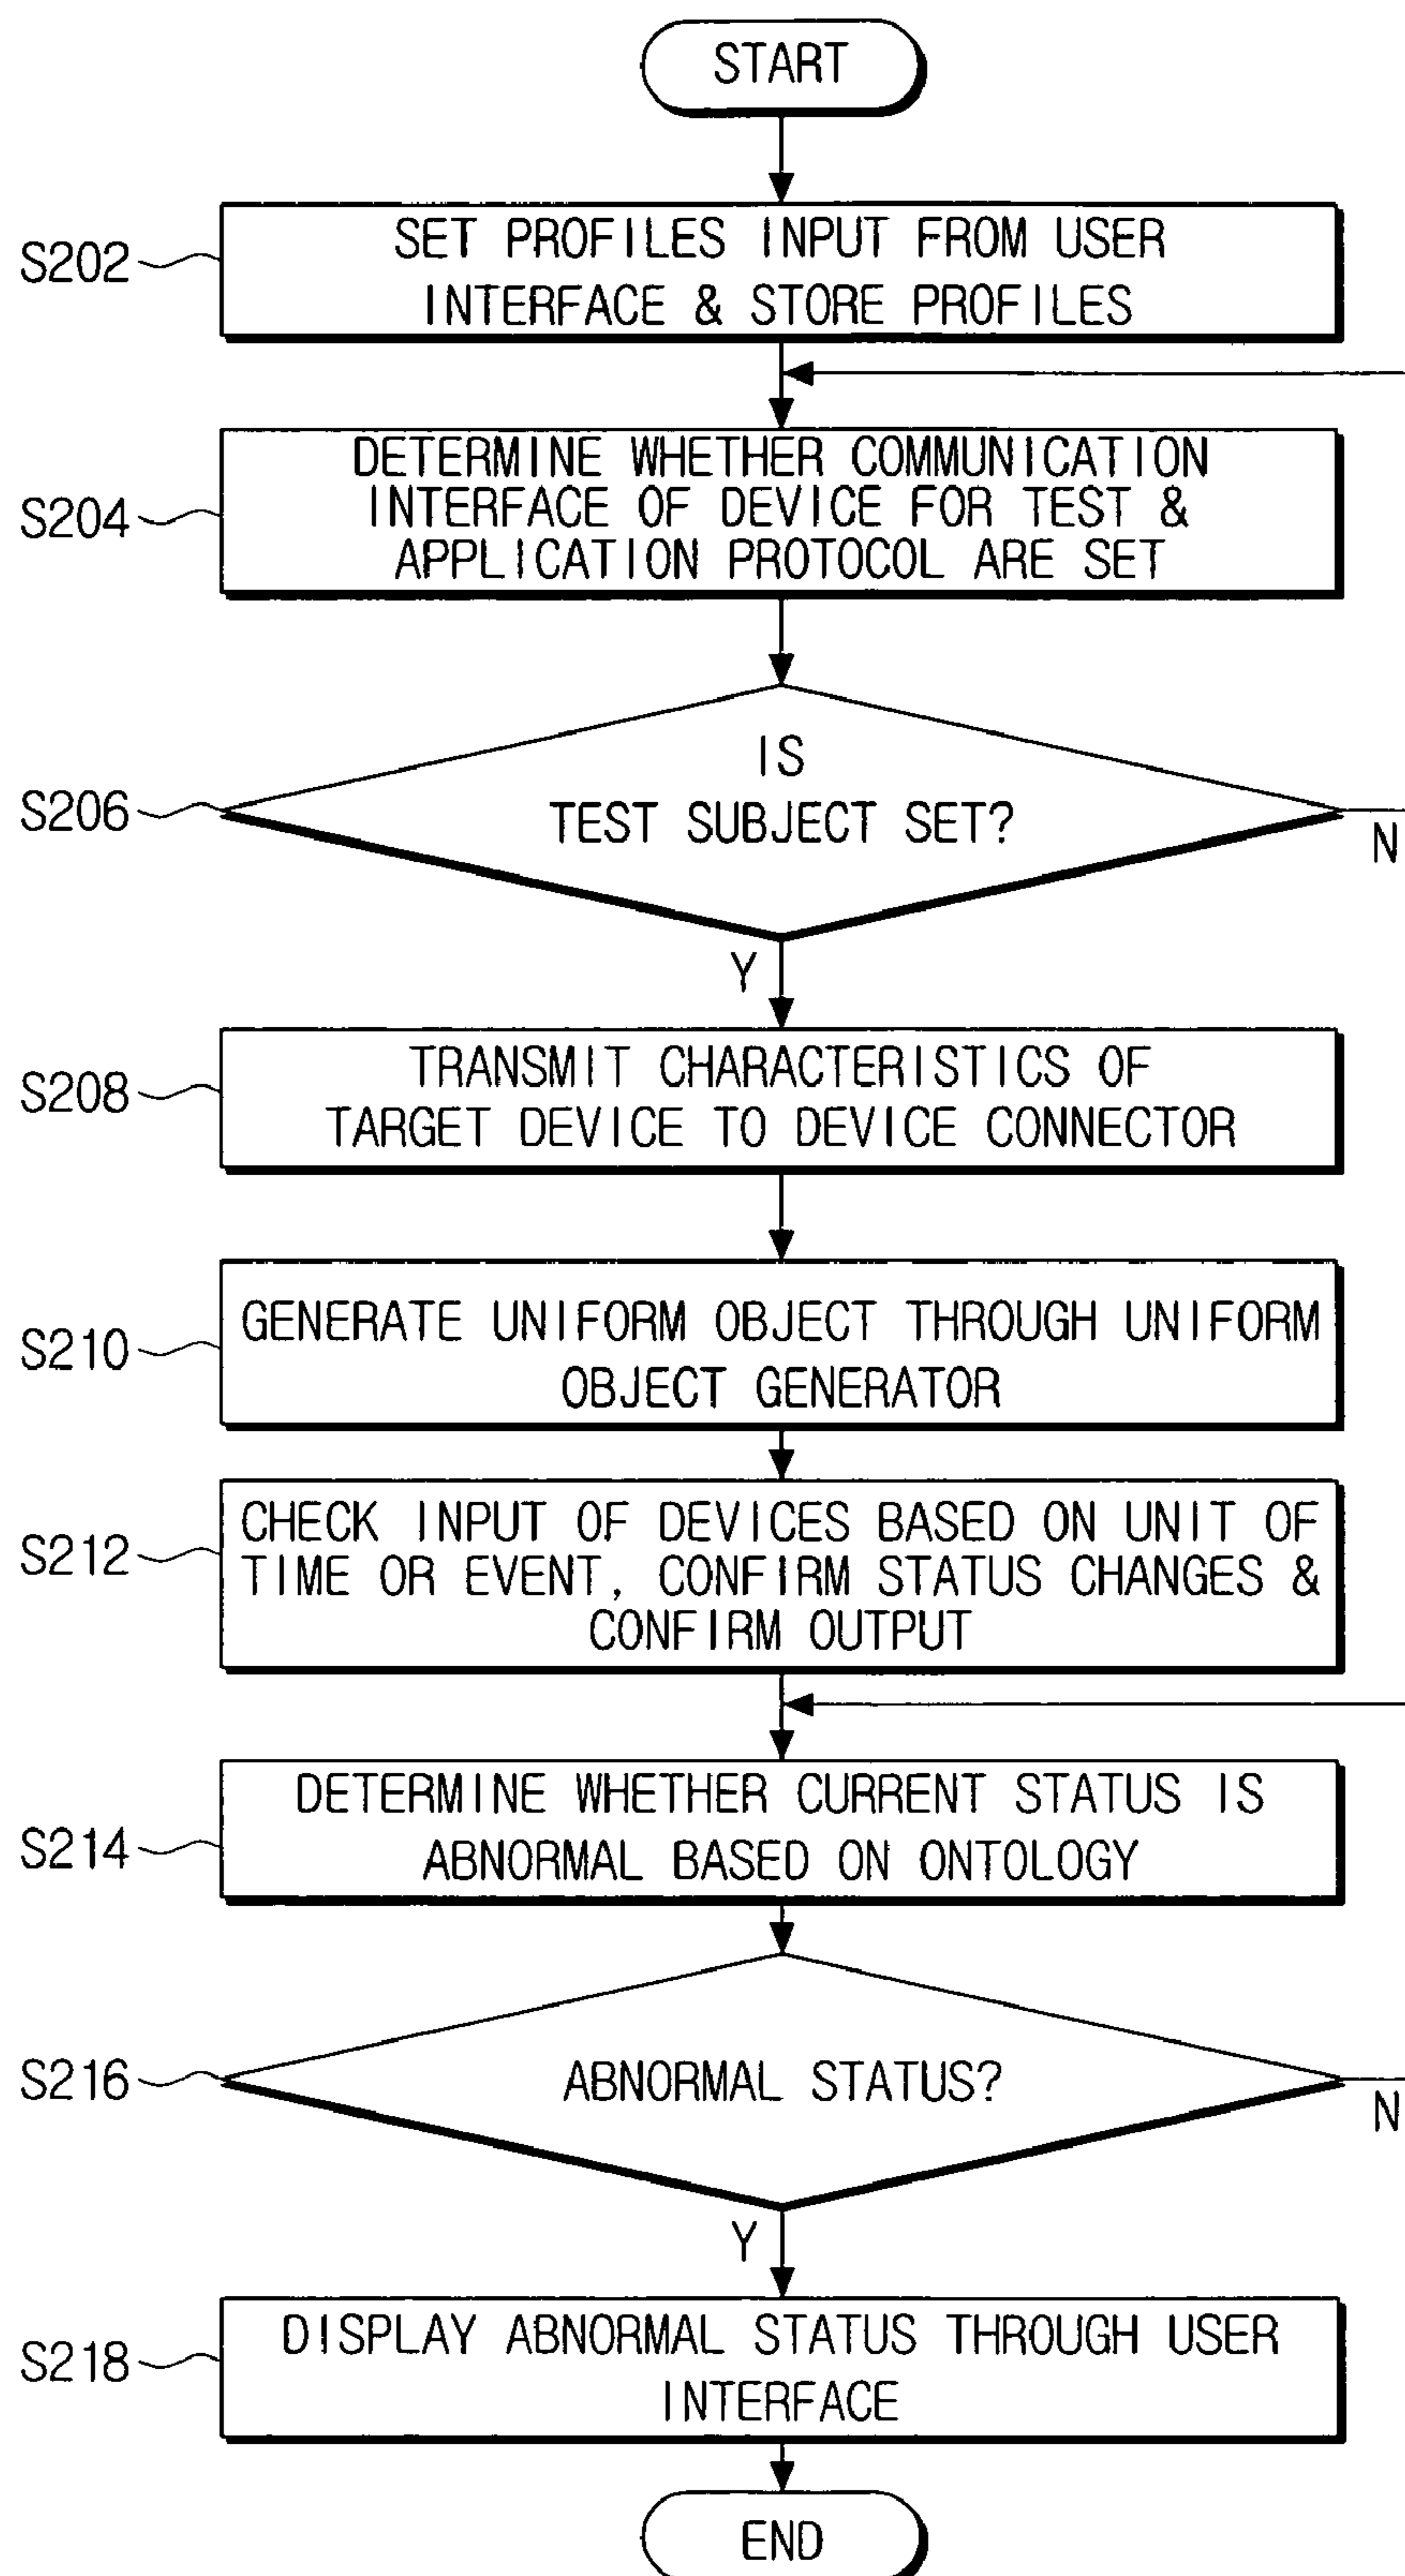 START
S202
SET PROFILES INPUT FROM USER
INTERFACE & STORE PROFILES
S204
DETERMINE WHETHER COMMUNICATION
INTERFACE OF DEVICE FOR TEST &
APPLICATION PROTOCOL ARE SET
S206
IS
TEST SUBJECT SET?
N
Y
S208
TRANSMIT CHARACTERISTICS OF
TARGET DEVICE TO DEVICE CONNECTOR
S210
GENERATE UNIFORM OBJECT THROUGH UNIFORM
OBJECT GENERATOR
S212
CHECK INPUT OF DEVICES BASED ON UNIT OF
TIME OR EVENT, CONFIRM STATUS CHANGES &
CONFIRM OUTPUT
S214
DETERMINE WHETHER CURRENT STATUS IS
ABNORMAL BASED ON ONTOLOGY
S216
ABNORMAL STATUS?
N
Y
S218
DISPLAY ABNORMAL STATUS THROUGH USER
INTERFACE
END